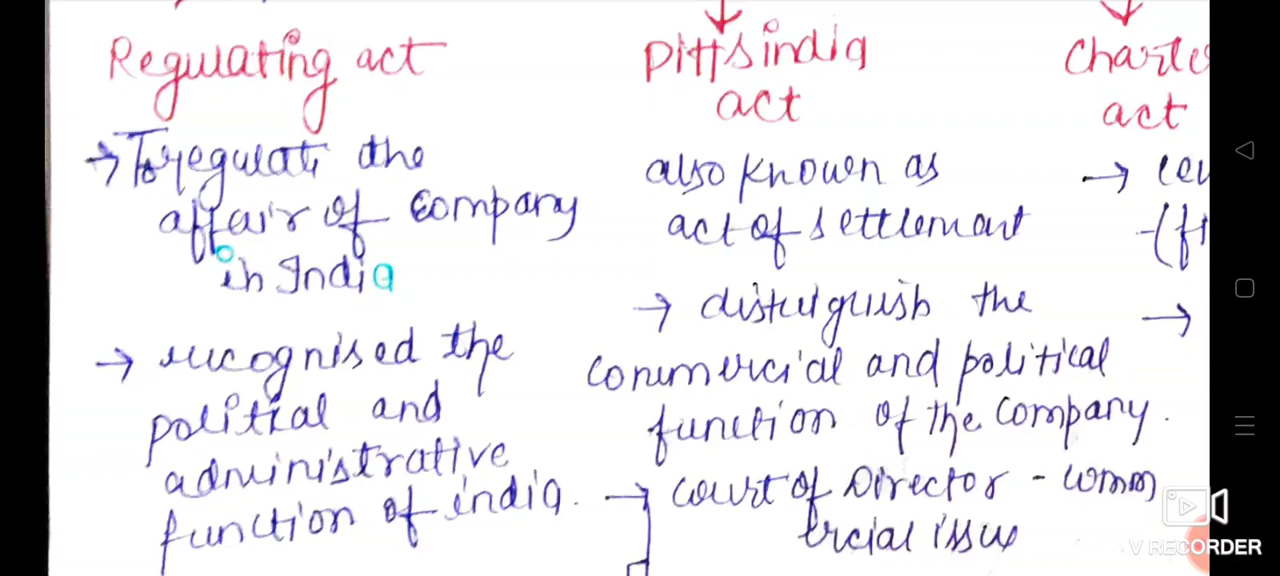 Regulating act
→ To regulate the
affair of company
in India
→ recognised the
political and
administrative
function of india.
Pitts india
act
also known as
act of settlement
→ distinguish the
commercial and political
function of the company.
→ court of Director - comm
ercial issue
Charte
act
→
→
V RECORDER